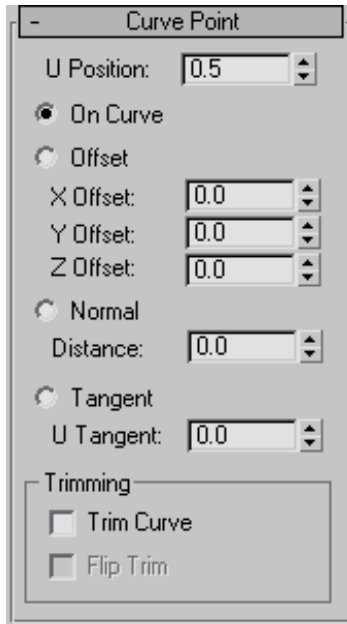 - Curve Point
U Position: 0.5
On Curve
Offset
X Offset: 0.0
Y Offset: 0.0
Z Offset: 0.0
Normal
Distance: 0.0
Tangent
U Tangent: 0.0
Trimming
Trim Curve
Flip Trim